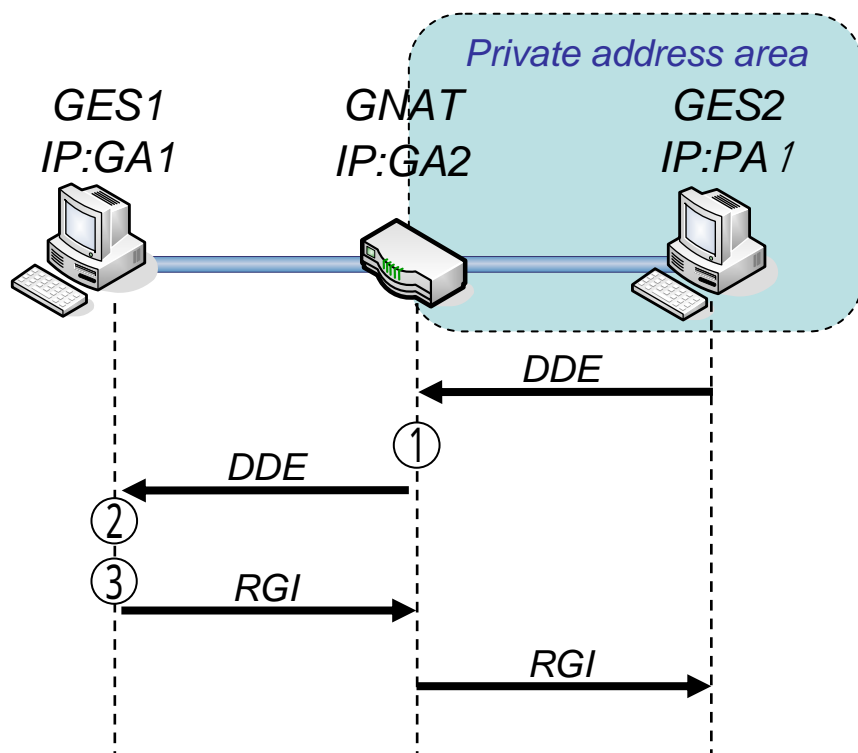 Private address area
GES1
IP:GA1
GNAT
IP:GA2
GES2
IP:PA1
DDE
①
DDE
②
③
RGI
RGI